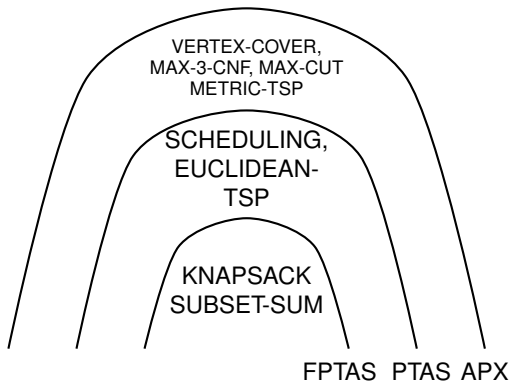 VERTEX-COVER,
MAX-3-CNF, MAX-CUT
METRIC-TSP
SCHEDULING,
EUCLIDEAN-
TSP
KNAPSACK
SUBSET-SUM
FPTAS PTAS APX